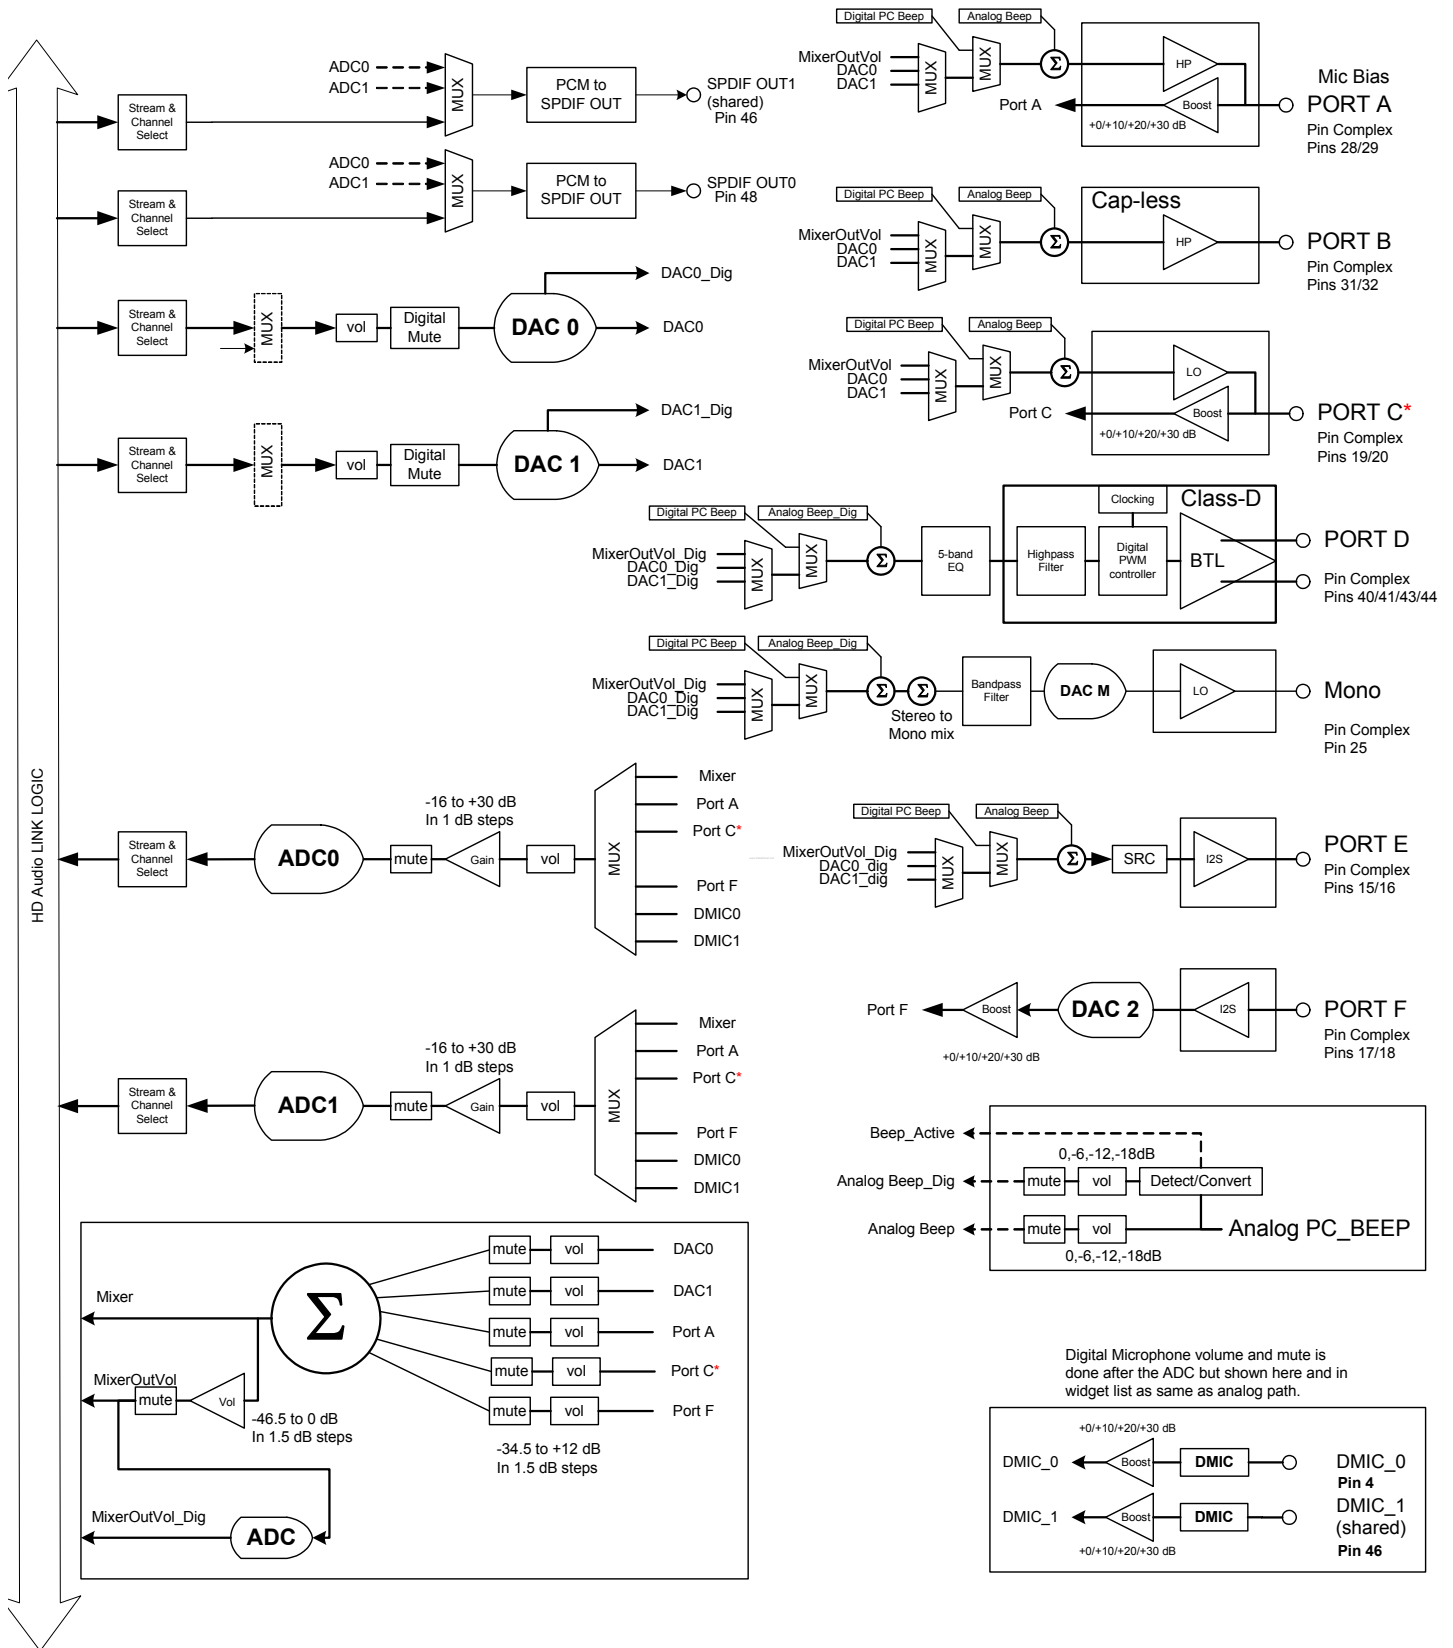 HD Audio LINK LOGIC
ADC0
ADC1
Stream &
Channel
Select
MUX
PCM to
SPDIF OUT
SPDIF OUT1
(shared)
Pin 46
ADC0
ADC1
Stream &
Channel
Select
MUX
PCM to
SPDIF OUT
SPDIF OUT0
Pin 48
Stream &
Channel
Select
MUX
vol
Digital
Mute
DAC 0
DAC0_Dig
DAC0
Stream &
Channel
Select
MUX
vol
Digital
Mute
DAC 1
DAC1_Dig
DAC1
Digital PC Beep
Analog Beep
MixerOutVol
DAC0
DAC1
MUX
MUX
Σ
HP
Port A
Boost
+0/+10/+20/+30 dB
Mic Bias
PORT A
Pin Complex
Pins 28/29
Digital PC Beep
Analog Beep
MixerOutVol
DAC0
DAC1
MUX
MUX
Σ
Cap-less
HP
PORT B
Pin Complex
Pins 31/32
Digital PC Beep
Analog Beep
MixerOutVol
DAC0
DAC1
MUX
MUX
Σ
LO
Port C
Boost
+0/+10/+20/+30 dB
PORT C*
Pin Complex
Pins 19/20
Digital PC Beep
Analog Beep_Dig
MixerOutVol_Dig
DAC0_Dig
DAC1_Dig
MUX
MUX
Σ
5-band
EQ
Highpass
Filter
Clocking
Digital
PWM
controller
Class-D
BTL
PORT D
Pin Complex
Pins 40/41/43/44
Digital PC Beep
Analog Beep_Dig
MixerOutVol_Dig
DAC0_Dig
DAC1_Dig
MUX
MUX
Σ
Σ
Stereo to
Mono mix
Bandpass
Filter
DAC M
LO
Mono
Pin Complex
Pin 25
Stream &
Channel
Select
ADC0
mute
-16 to +30 dB
In 1 dB steps
Gain
vol
MUX
Mixer
Port A
Port C*
Port F
DMIC0
DMIC1
Digital PC Beep
Analog Beep
MixerOutVol_Dig
DAC0_dig
DAC1_dig
MUX
MUX
Σ
SRC
I2S
PORT E
Pin Complex
Pins 15/16
Port F
Boost
+0/+10/+20/+30 dB
DAC 2
I2S
PORT F
Pin Complex
Pins 17/18
Stream &
Channel
Select
ADC1
mute
-16 to +30 dB
In 1 dB steps
Gain
vol
MUX
Mixer
Port A
Port C*
Port F
DMIC0
DMIC1
Beep_Active
0,-6,-12,-18dB
Analog Beep_Dig
mute
vol
Detect/Convert
Analog Beep
mute
vol
Analog PC_BEEP
0,-6,-12,-18dB
Mixer
Σ
mute
vol
DAC0
mute
vol
DAC1
mute
vol
Port A
mute
vol
Port C*
mute
vol
Port F
-34.5 to +12 dB
In 1.5 dB steps
MixerOutVol
mute
Vol
-46.5 to 0 dB
In 1.5 dB steps
MixerOutVol_Dig
ADC
Digital Microphone volume and mute is
done after the ADC but shown here and in
widget list as same as analog path.
+0/+10/+20/+30 dB
DMIC_0
Boost
DMIC
DMIC_0
Pin 4
DMIC_1
Boost
DMIC
DMIC_1
(shared)
Pin 46
+0/+10/+20/+30 dB